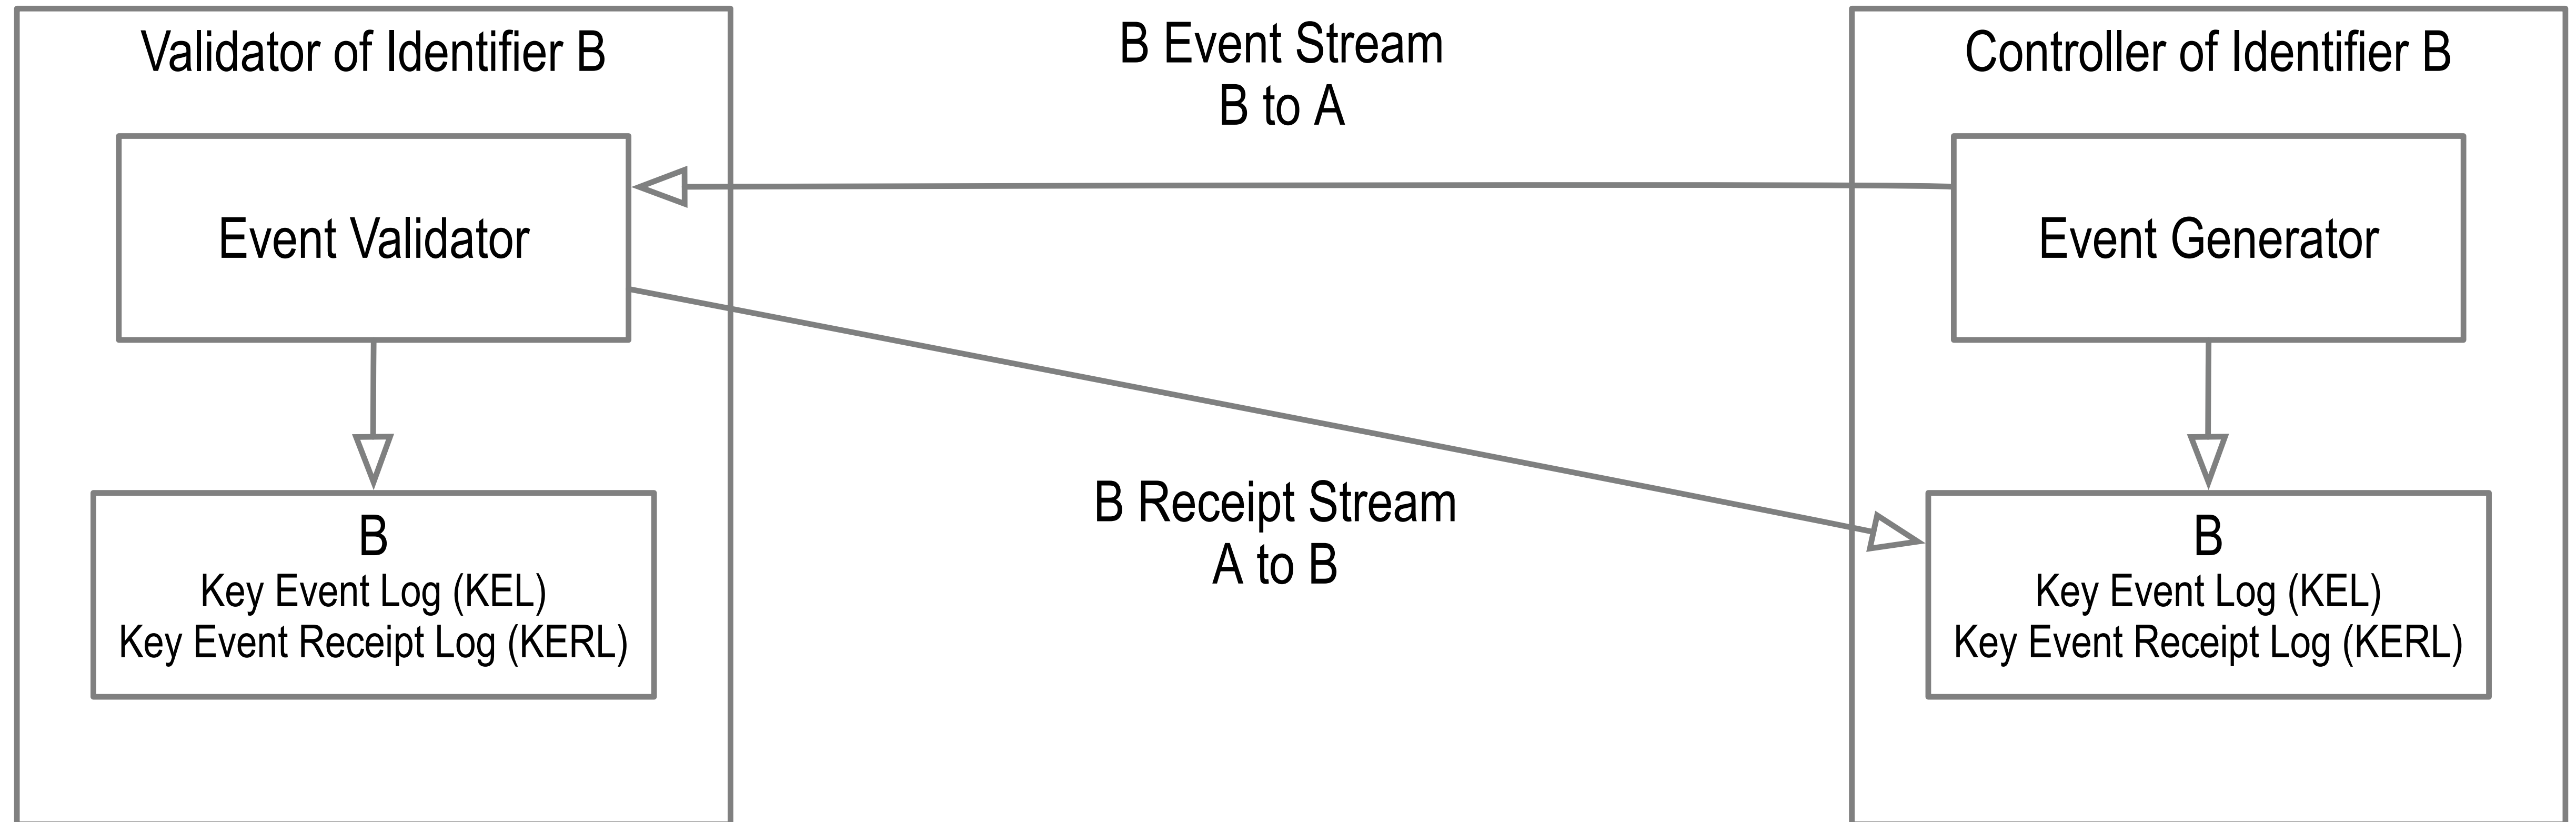 Validator of Identifier B
Event Validator
B
Key Event Log (KEL)
Key Event Receipt Log (KERL)
B Event Stream
B to A
B Receipt Stream
A to B
Controller of Identifier B
Event Generator
B
Key Event Log (KEL)
Key Event Receipt Log (KERL)